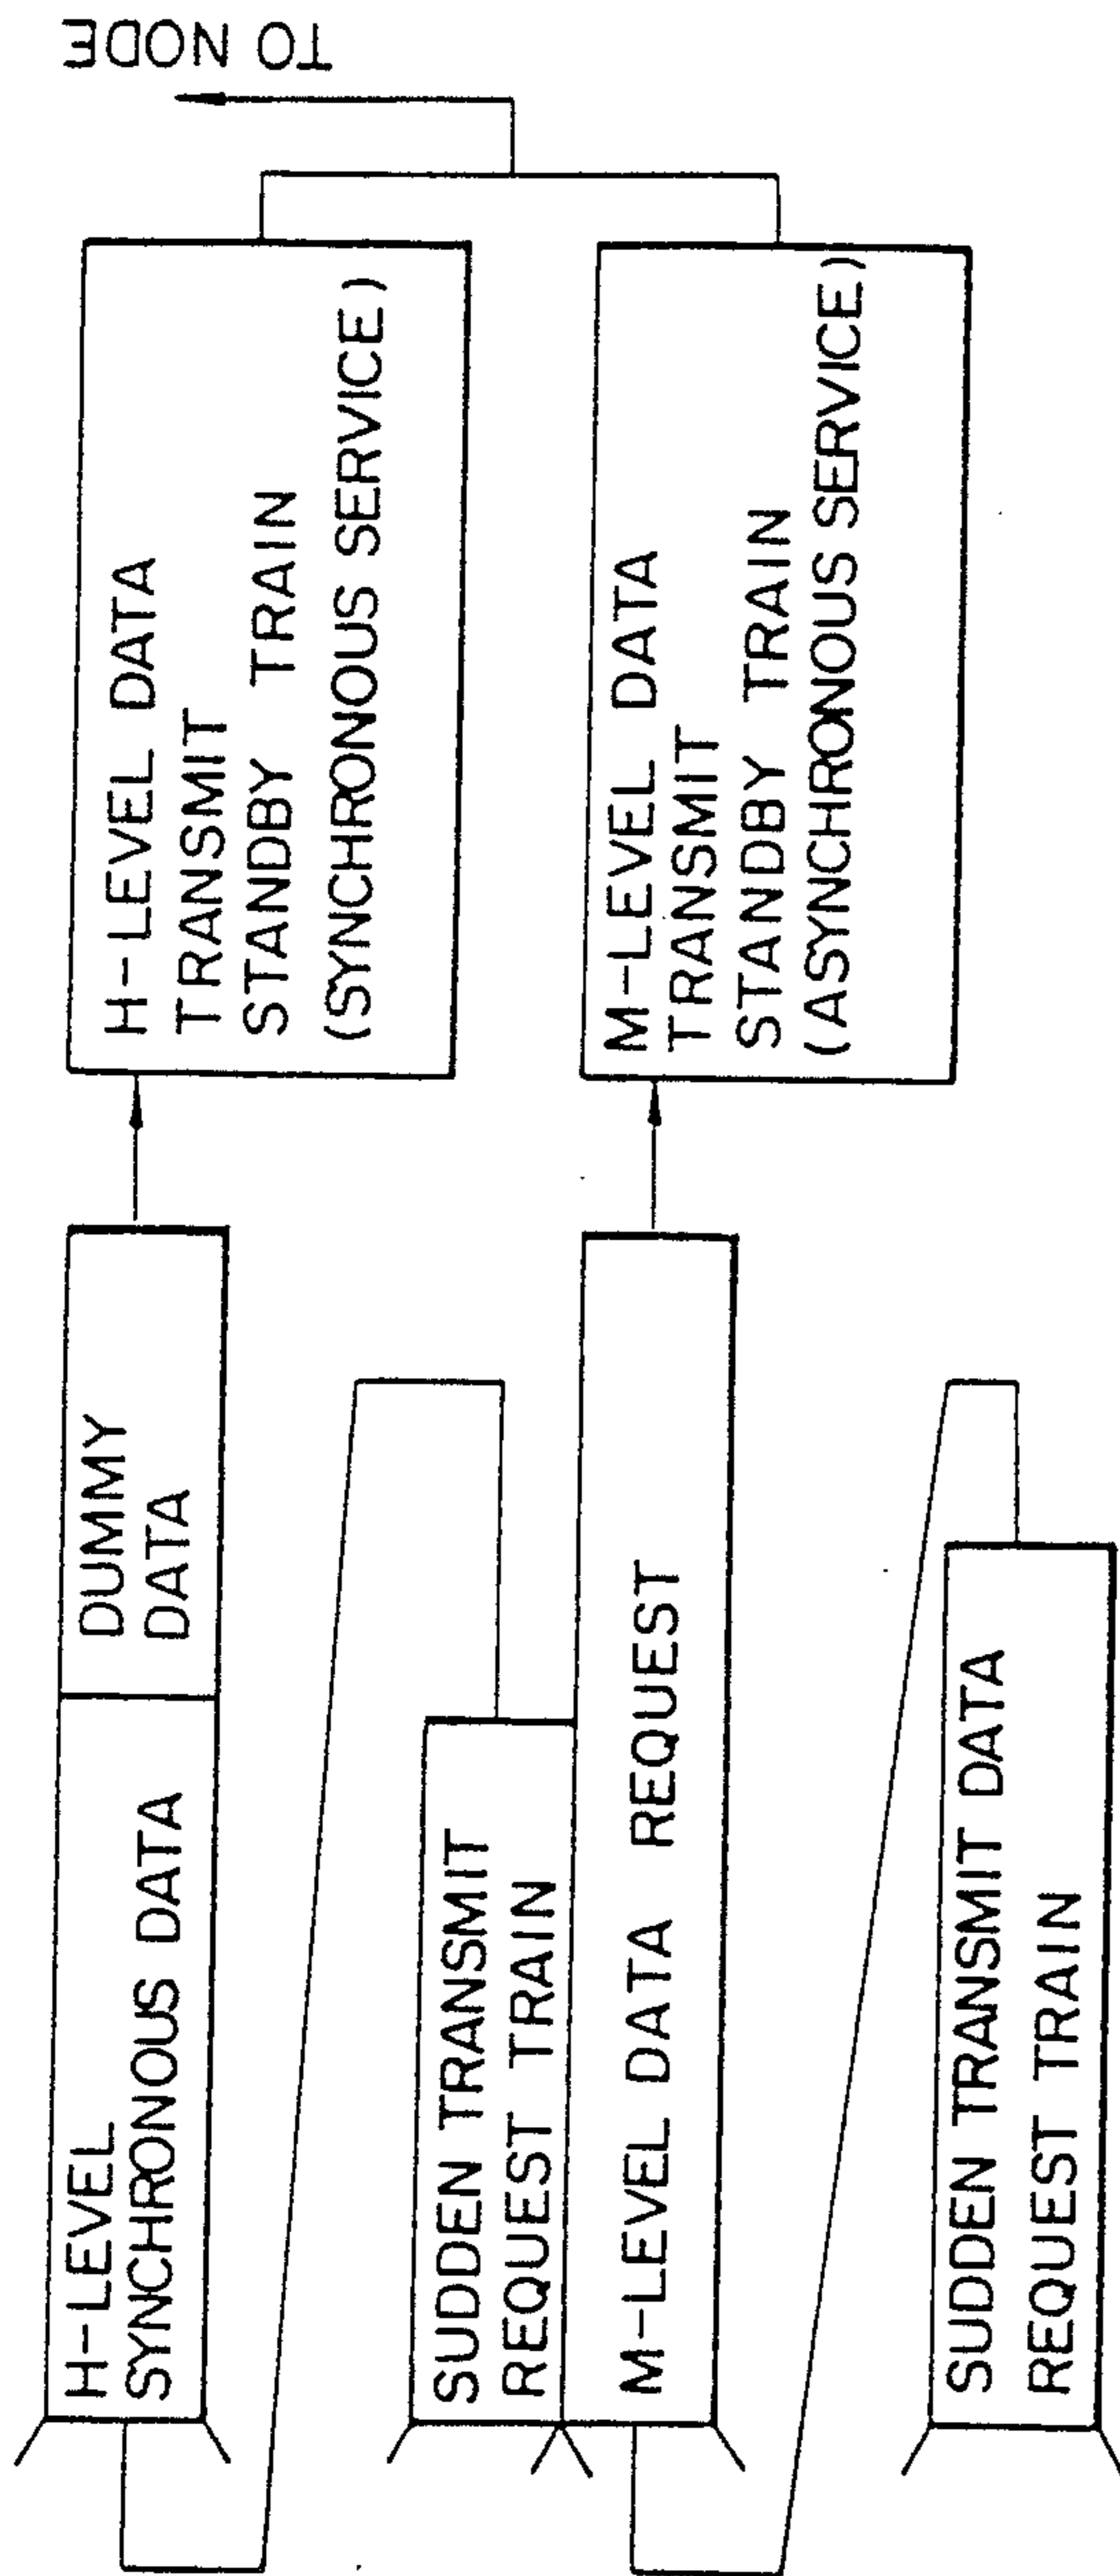 H-LEVEL
SYNCHRONOUS DATA
DUMMY
DATA
H-LEVEL DATA
TRANSMIT
STANDBY TRAIN
(SYNCHRONOUS SERVICE)
TO NODE
SUDDEN TRANSMIT
REQUEST TRAIN
M-LEVEL DATA REQUEST
M-LEVEL DATA
TRANSMIT
STANDBY TRAIN
(ASYNCHRONOUS SERVICE)
SUDDEN TRANSMIT DATA
REQUEST TRAIN